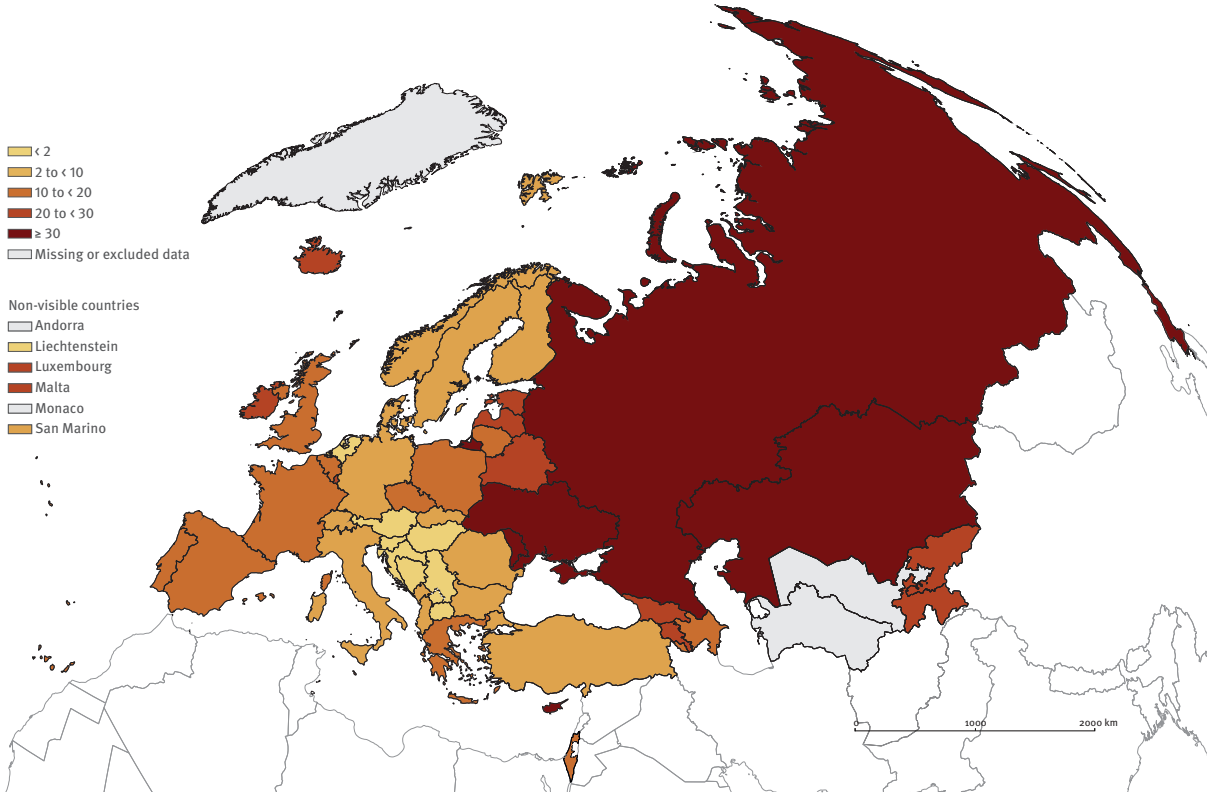 < 2
2 to < 10
10 to < 20
20 to < 30
≥ 30
Missing or excluded data
Non-visible countries
Andorra
Liechtenstein
Luxembourg
Malta
Monaco
San Marino
0 1000 2000 km